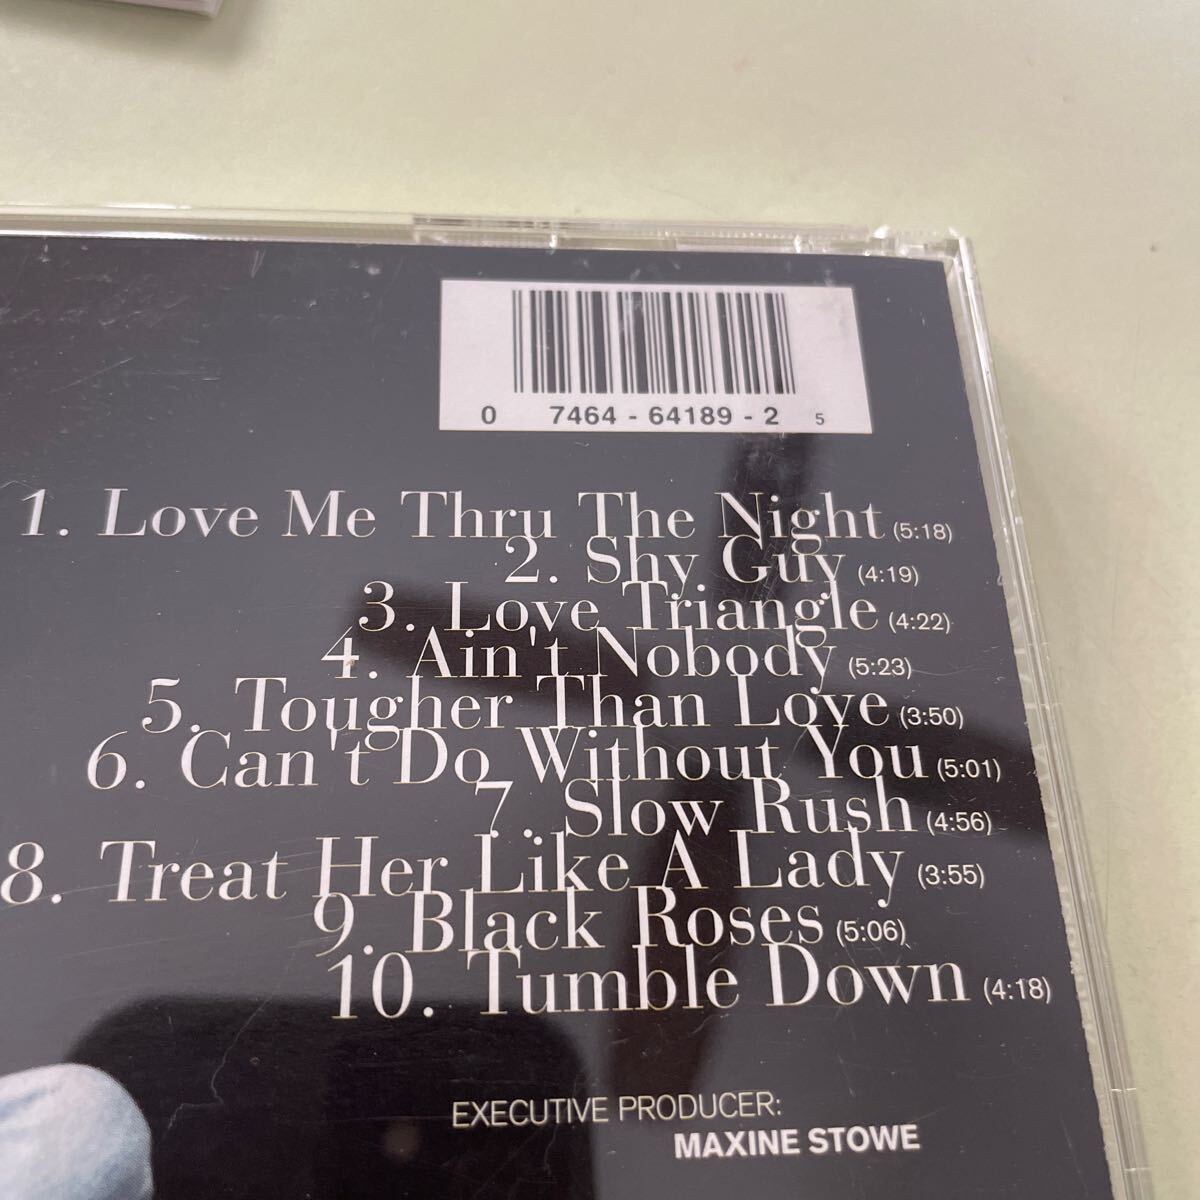 0 7464 - 64189 - 2 5
1. Love Me Thru The Night (5:18)
2. Shy Guy (4:19)
3. Love Triangle (4:22)
4. Ain't Nobody (5:23)
5. Tougher Than Love (3:50)
6. Can't Do Without You (5:01)
7. Slow Rush (4:56)
8. Treat Her Like A Lady (3:55)
9. Black Roses (5:06)
10. Tumble Down (4:18)
EXECUTIVE PRODUCER:
MAXINE STOWE